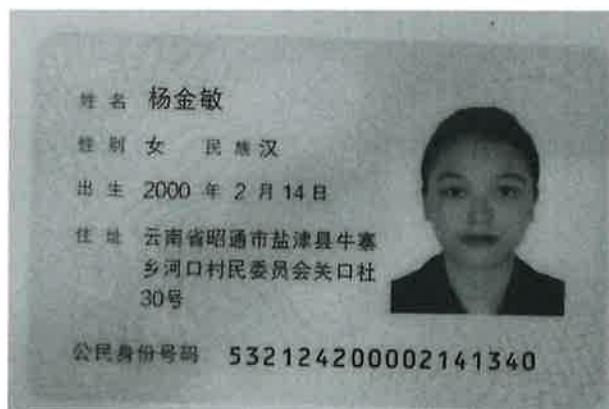 姓名 杨金敏
性别 女 民族 汉
出生 2000 年 2 月 14 日
住址 云南省昭通市盐津县牛寨
乡河口村民委员会关口社
30号
公民身份号码 532124200002141340